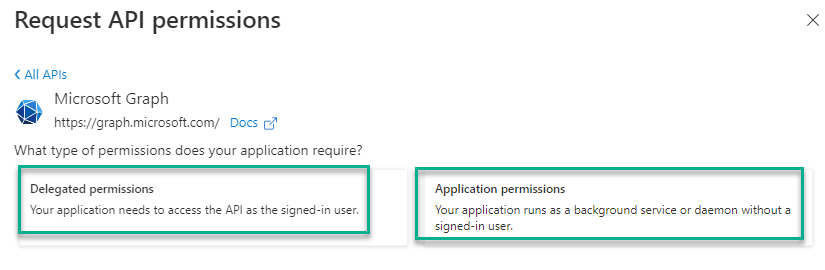 Request API permissions
All APIs
Microsoft Graph
https://graph.microsoft.com/ Docs
What type of permissions does your application require?
Delegated permissions
Your application needs to access the API as the signed-in user.
Application permissions
Your application runs as a background service or daemon without a
signed-in user.